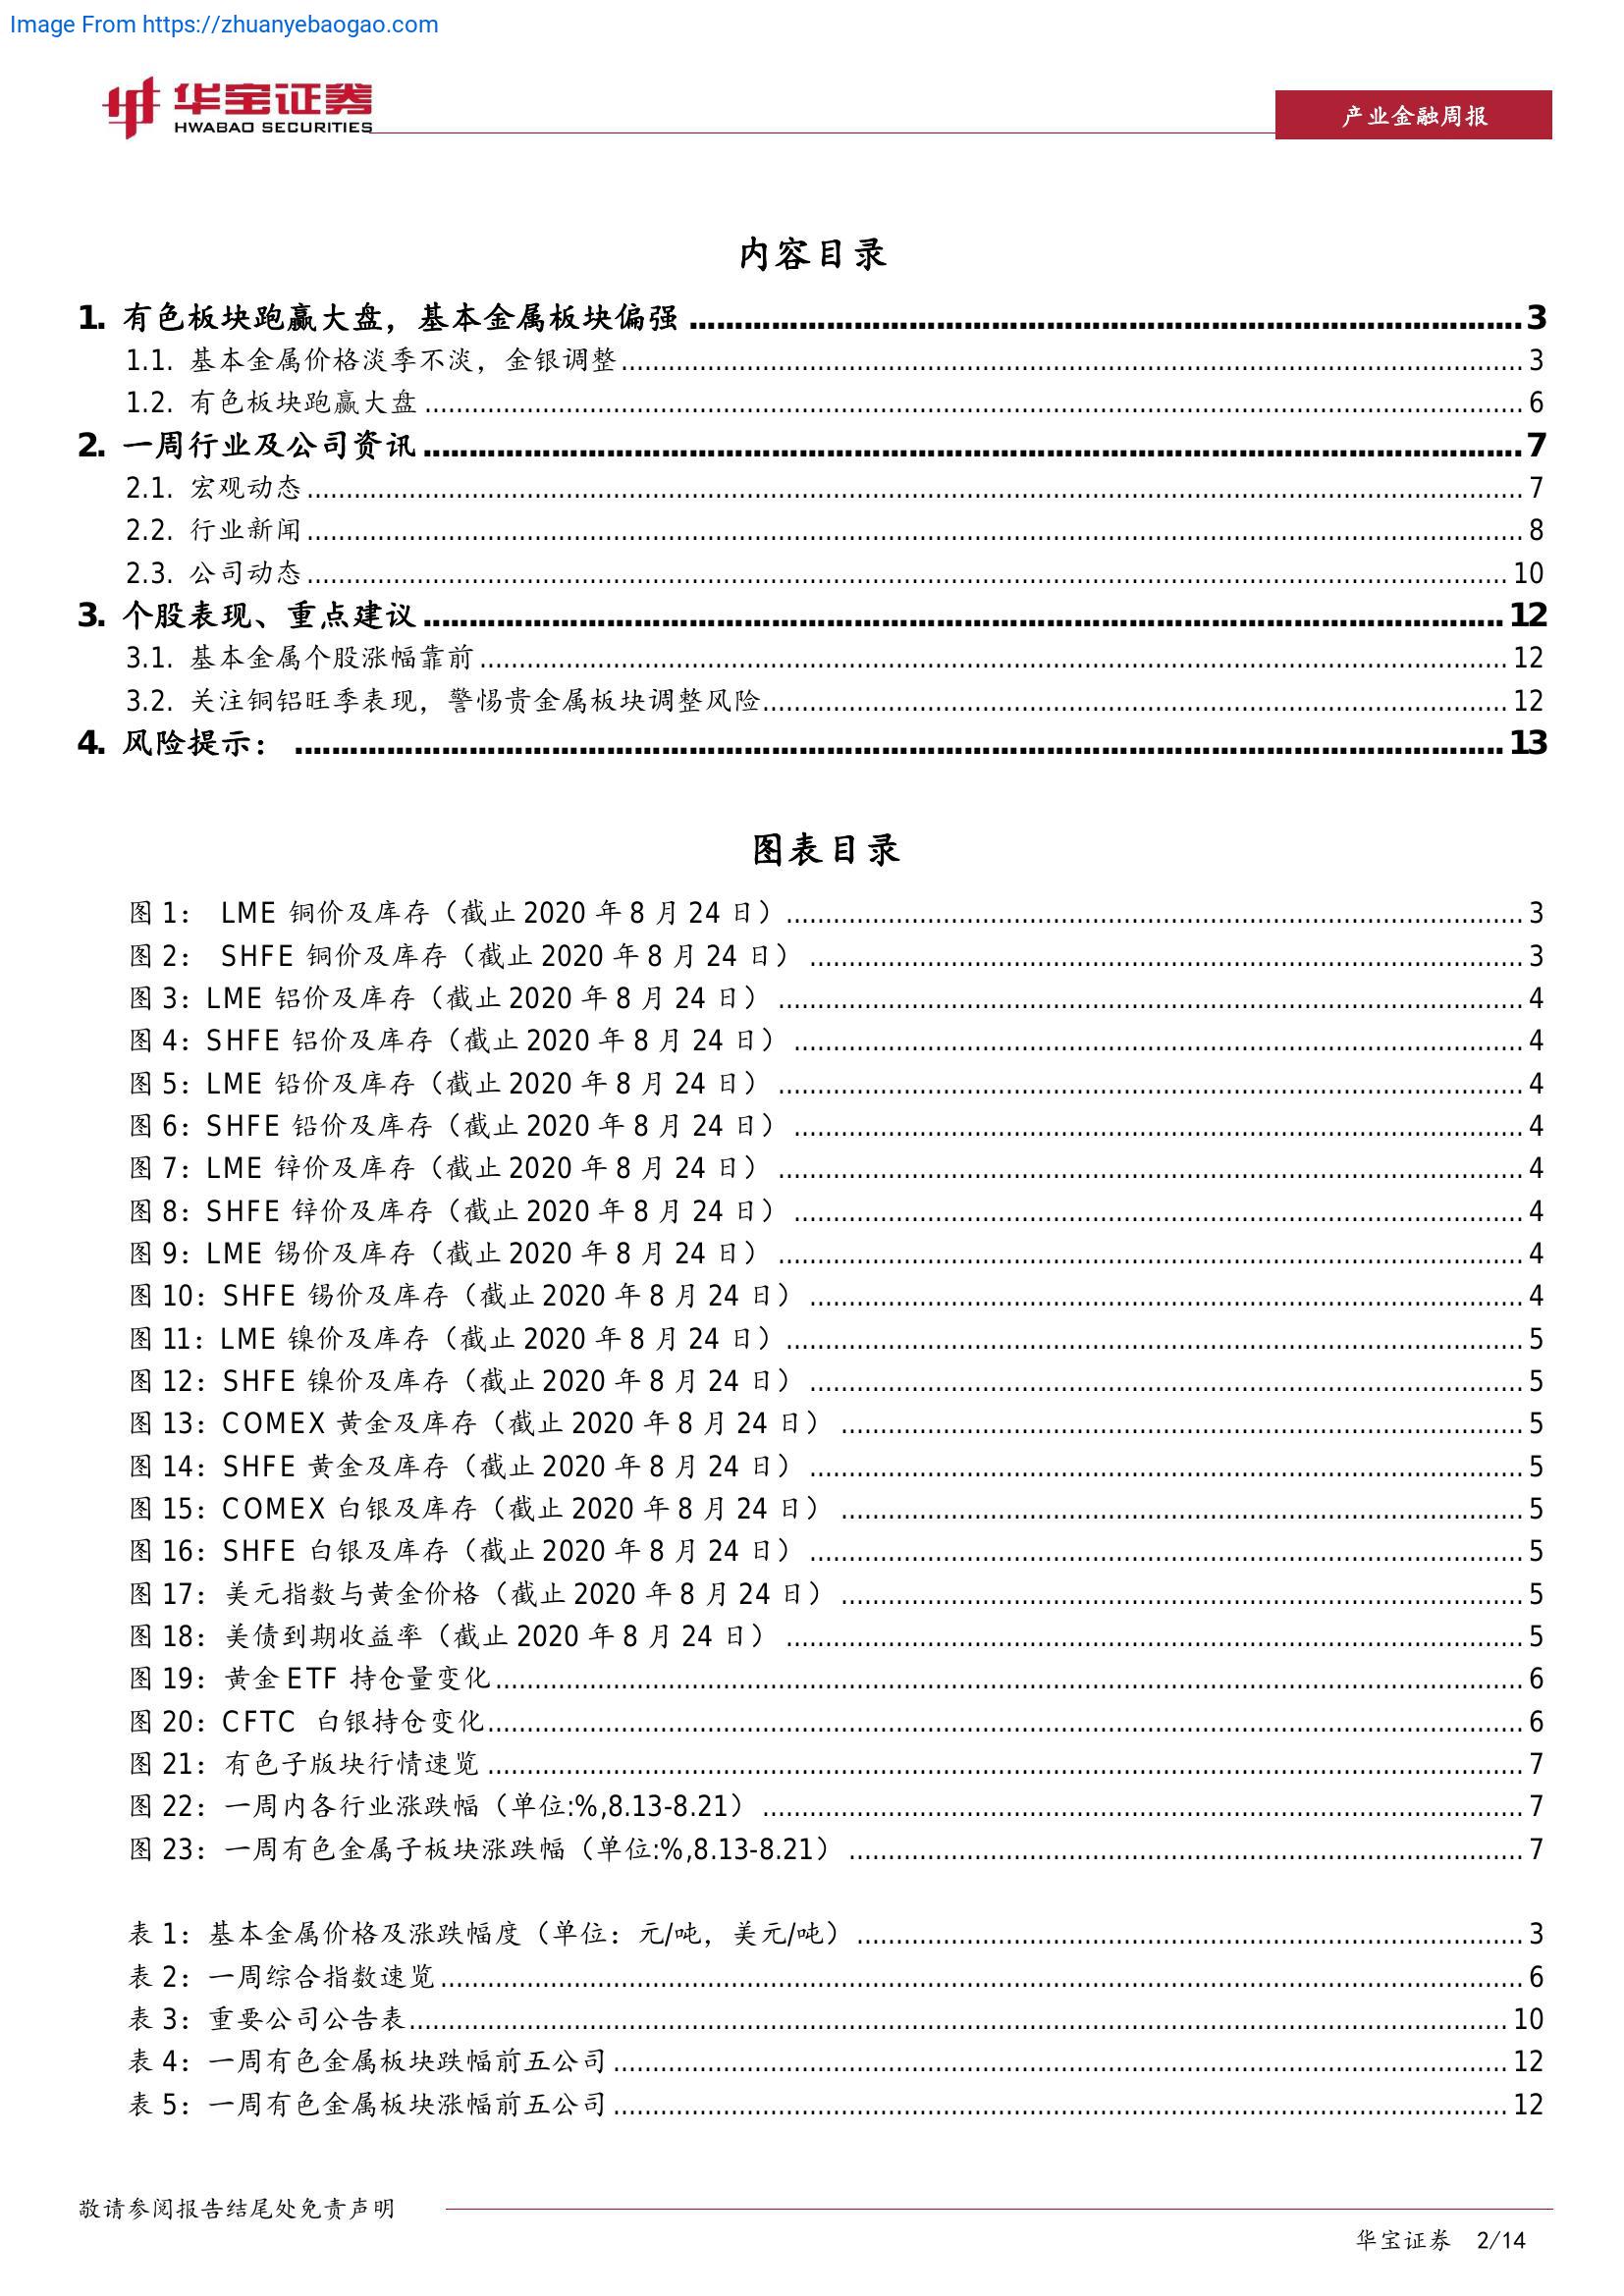 Image From https://zhuanyebaogao.com
华宝证券
HWABAO SECURITIES
产业金融周报
内容目录
1. 有色板块跑赢大盘，基本金属板块偏强 3
1.1. 基本金属价格淡季不淡，金银调整 3
1.2. 有色板块跑赢大盘 6
2. 一周行业及公司资讯 7
2.1. 宏观动态 7
2.2. 行业新闻 8
2.3. 公司动态 10
3. 个股表现、重点建议 12
3.1. 基本金属个股涨幅靠前 12
3.2. 关注铜铝旺季表现，警惕贵金属板块调整风险 12
4. 风险提示： 13
图表目录
图 1： LME 铜价及库存（截止 2020 年 8 月 24 日） 3
图 2： SHFE 铜价及库存（截止 2020 年 8 月 24 日） 3
图 3：LME 铝价及库存（截止 2020 年 8 月 24 日） 4
图 4：SHFE 铝价及库存（截止 2020 年 8 月 24 日） 4
图 5：LME 铅价及库存（截止 2020 年 8 月 24 日） 4
图 6：SHFE 铅价及库存（截止 2020 年 8 月 24 日） 4
图 7：LME 锌价及库存（截止 2020 年 8 月 24 日） 4
图 8：SHFE 锌价及库存（截止 2020 年 8 月 24 日） 4
图 9：LME 锡价及库存（截止 2020 年 8 月 24 日） 4
图 10：SHFE 锡价及库存（截止 2020 年 8 月 24 日） 4
图 11：LME 镍价及库存（截止 2020 年 8 月 24 日） 5
图 12：SHFE 镍价及库存（截止 2020 年 8 月 24 日） 5
图 13：COMEX 黄金及库存（截止 2020 年 8 月 24 日） 5
图 14：SHFE 黄金及库存（截止 2020 年 8 月 24 日） 5
图 15：COMEX 白银及库存（截止 2020 年 8 月 24 日） 5
图 16：SHFE 白银及库存（截止 2020 年 8 月 24 日） 5
图 17：美元指数与黄金价格（截止 2020 年 8 月 24 日） 5
图 18：美债到期收益率（截止 2020 年 8 月 24 日） 5
图 19：黄金 ETF 持仓量变化 6
图 20：CFTC 白银持仓变化 6
图 21：有色子版块行情速览 7
图 22：一周内各行业涨跌幅（单位:%,8.13-8.21） 7
图 23：一周有色金属子板块涨跌幅（单位:%,8.13-8.21） 7
表 1：基本金属价格及涨跌幅度（单位：元/吨，美元/吨） 3
表 2：一周综合指数速览 6
表 3：重要公司公告表 10
表 4：一周有色金属板块跌幅前五公司 12
表 5：一周有色金属板块涨幅前五公司 12
敬请参阅报告结尾处免责声明
华宝证券 2/14